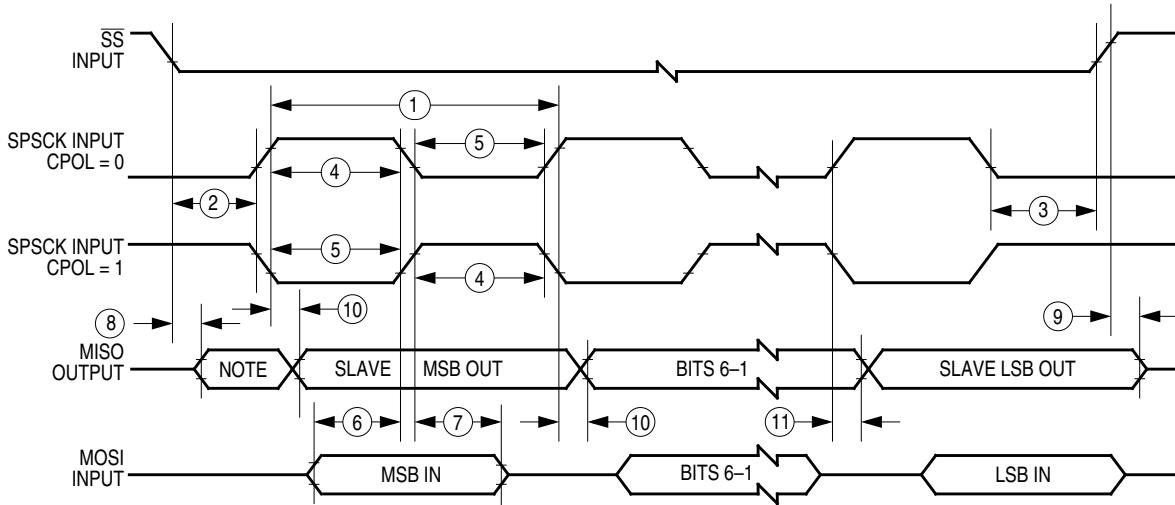 SS
INPUT
1
SPSCK INPUT
CPOL = 0
5
4
2
3
SPSCK INPUT
CPOL = 1
5
4
8
10
9
MISO
OUTPUT
NOTE
SLAVE
MSB OUT
BITS 6–1
SLAVE LSB OUT
6
7
10
11
MOSI
INPUT
MSB IN
BITS 6–1
LSB IN